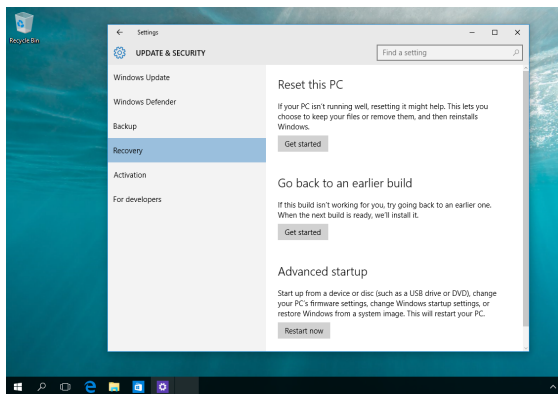 Recycle Bin
Settings
UPDATE & SECURITY
Find a setting
Windows Update
Windows Defender
Backup
Recovery
Activation
For developers
Reset this PC
If your PC isn't running well, resetting it might help. This lets you
choose to keep your files or remove them, and then reinstalls
Windows.
Get started
Go back to an earlier build
If this build isn't working for you, try going back to an earlier one.
When the next build is ready, we'll install it.
Get started
Advanced startup
Start up from a device or disc (such as a USB drive or DVD), change
your PC's firmware settings, change Windows startup settings, or
restore Windows from a system image. This will restart your PC.
Restart now